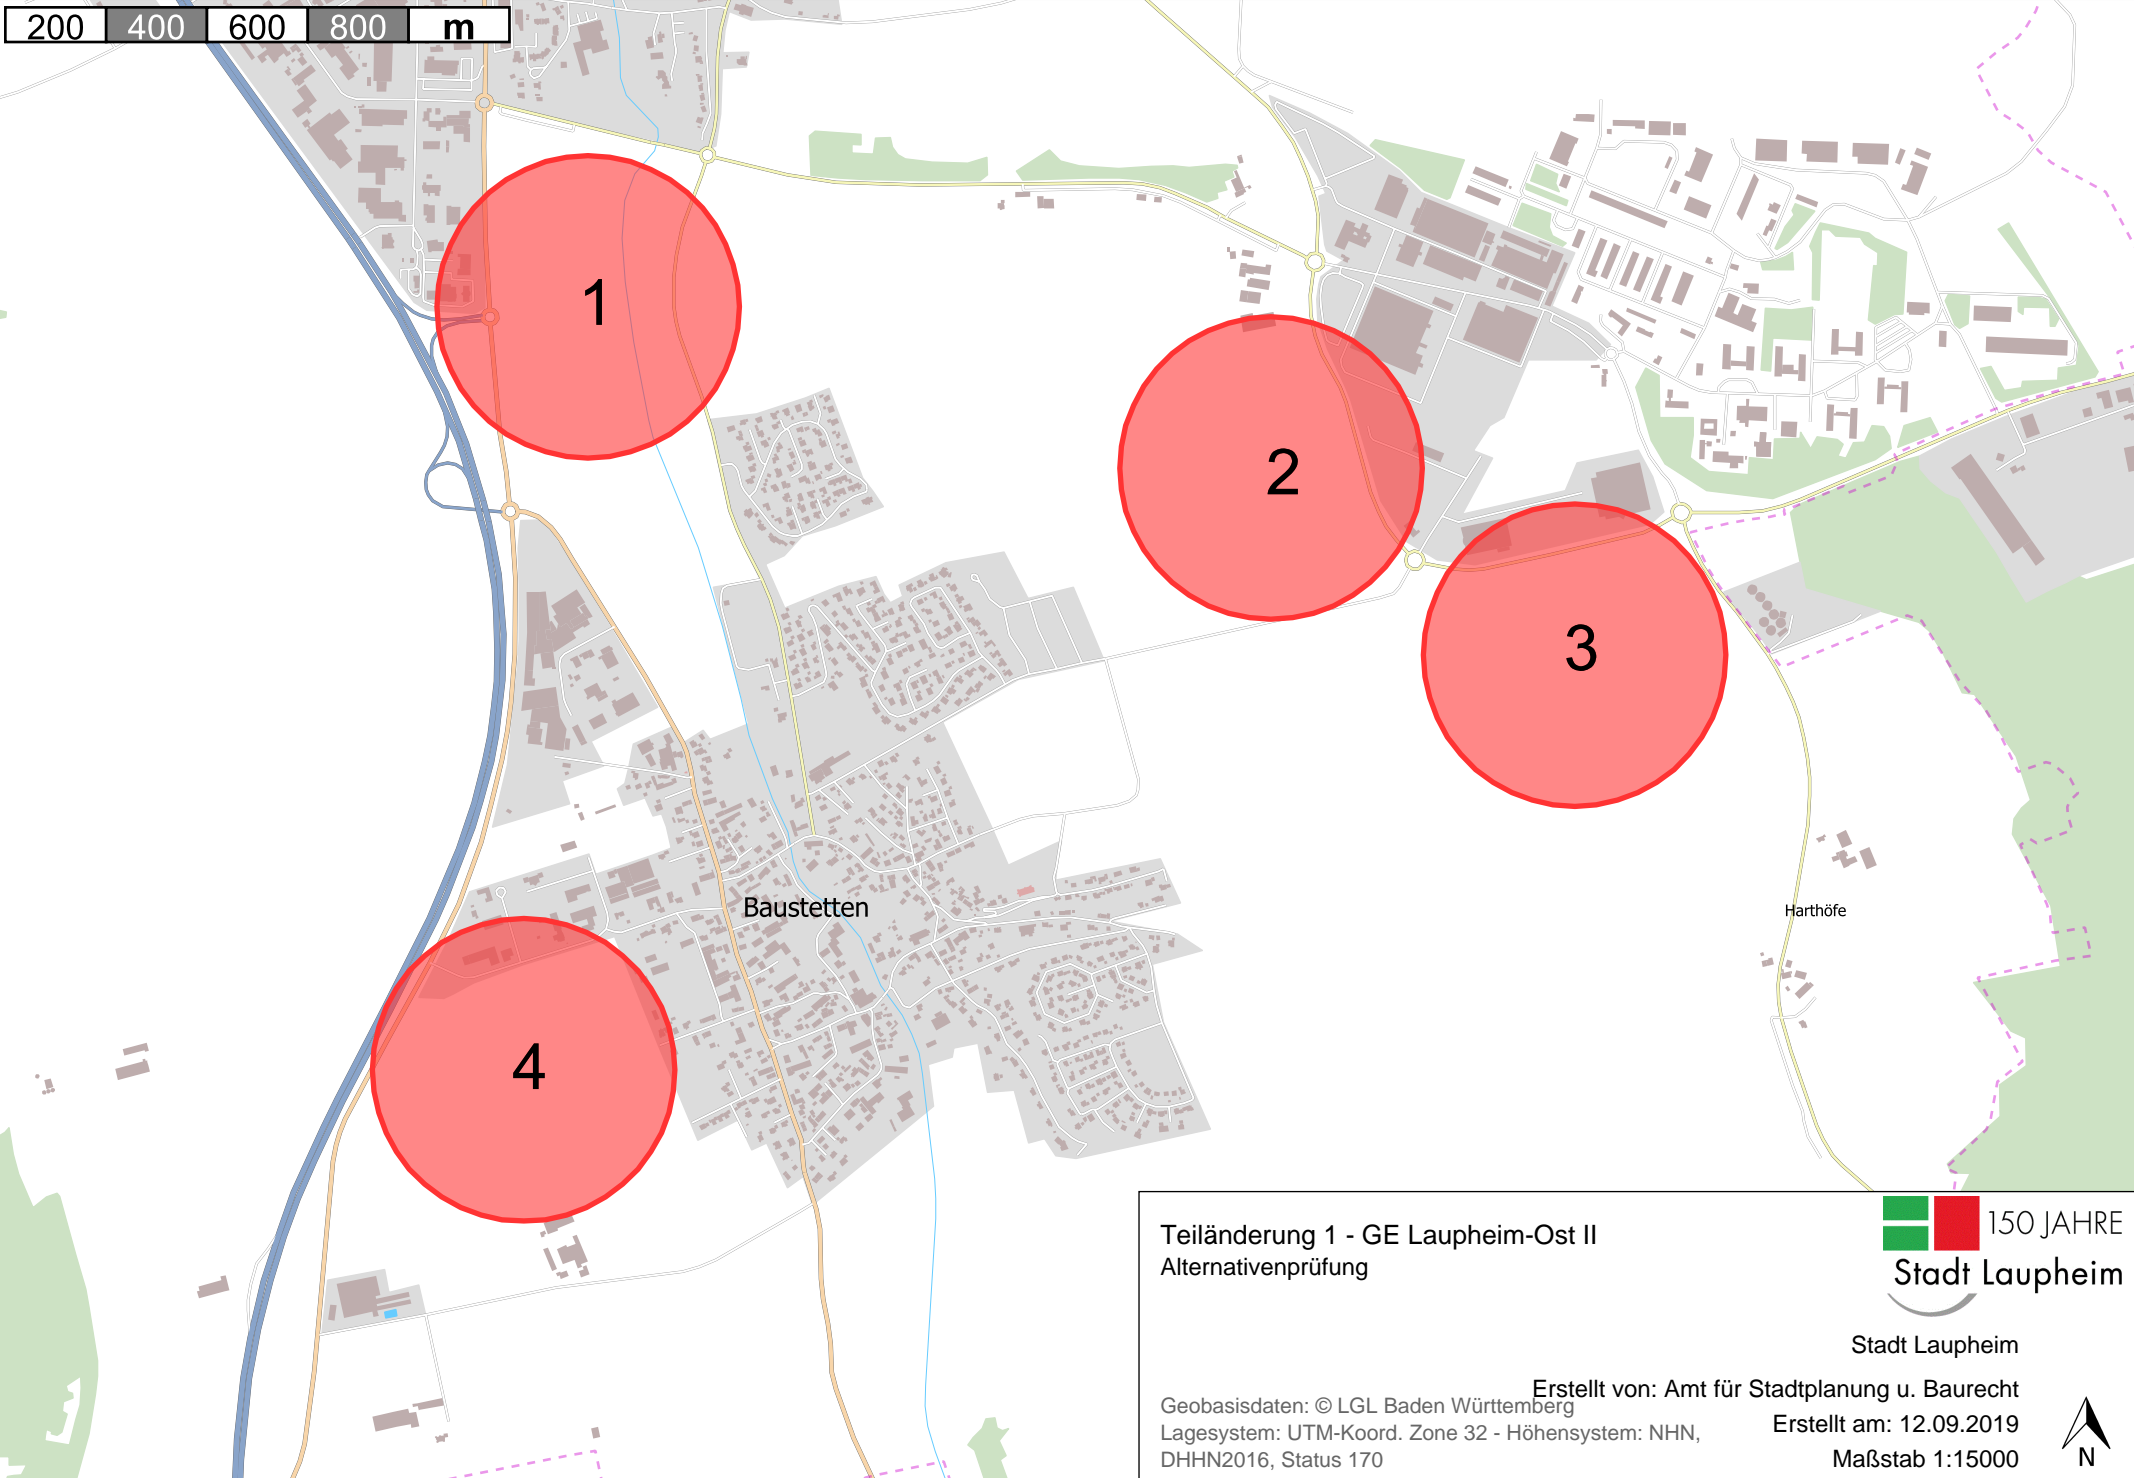 200 400 600 800 m
1
2
3
4
Baustetten
Harthöfe
Teiländerung 1 - GE Laupheim-Ost II
Alternativenprüfung
150 JAHRE
Stadt Laupheim
Stadt Laupheim
Erstellt von: Amt für Stadtplanung u. Baurecht
Erstellt am: 12.09.2019
Maßstab 1:15000
Geobasisdaten: © LGL Baden Württemberg
Lagesystem: UTM-Koord. Zone 32 - Höhensystem: NHN,
DHHN2016, Status 170
N